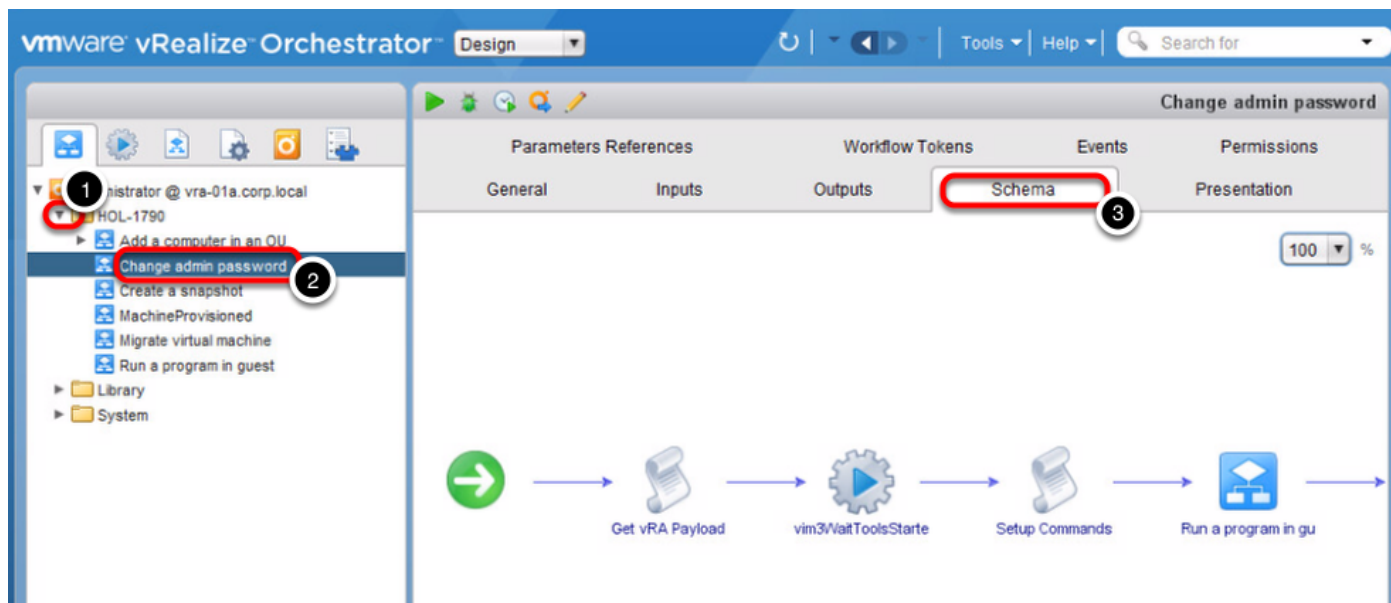 vmware vRealize Orchestrator Design Tools Help Search for
Change admin password
Parameters References Workflow Tokens Events Permissions
General Inputs Outputs Schema Presentation
3
100 %
1
nistrator @ vra-01a.corp.local
HOL-1790
Add a computer in an OU
Change admin password
2
Create a snapshot
MachineProvisioned
Migrate virtual machine
Run a program in guest
Library
System
Get vRA Payload vim3WaitToolsStarte Setup Commands Run a program in gu